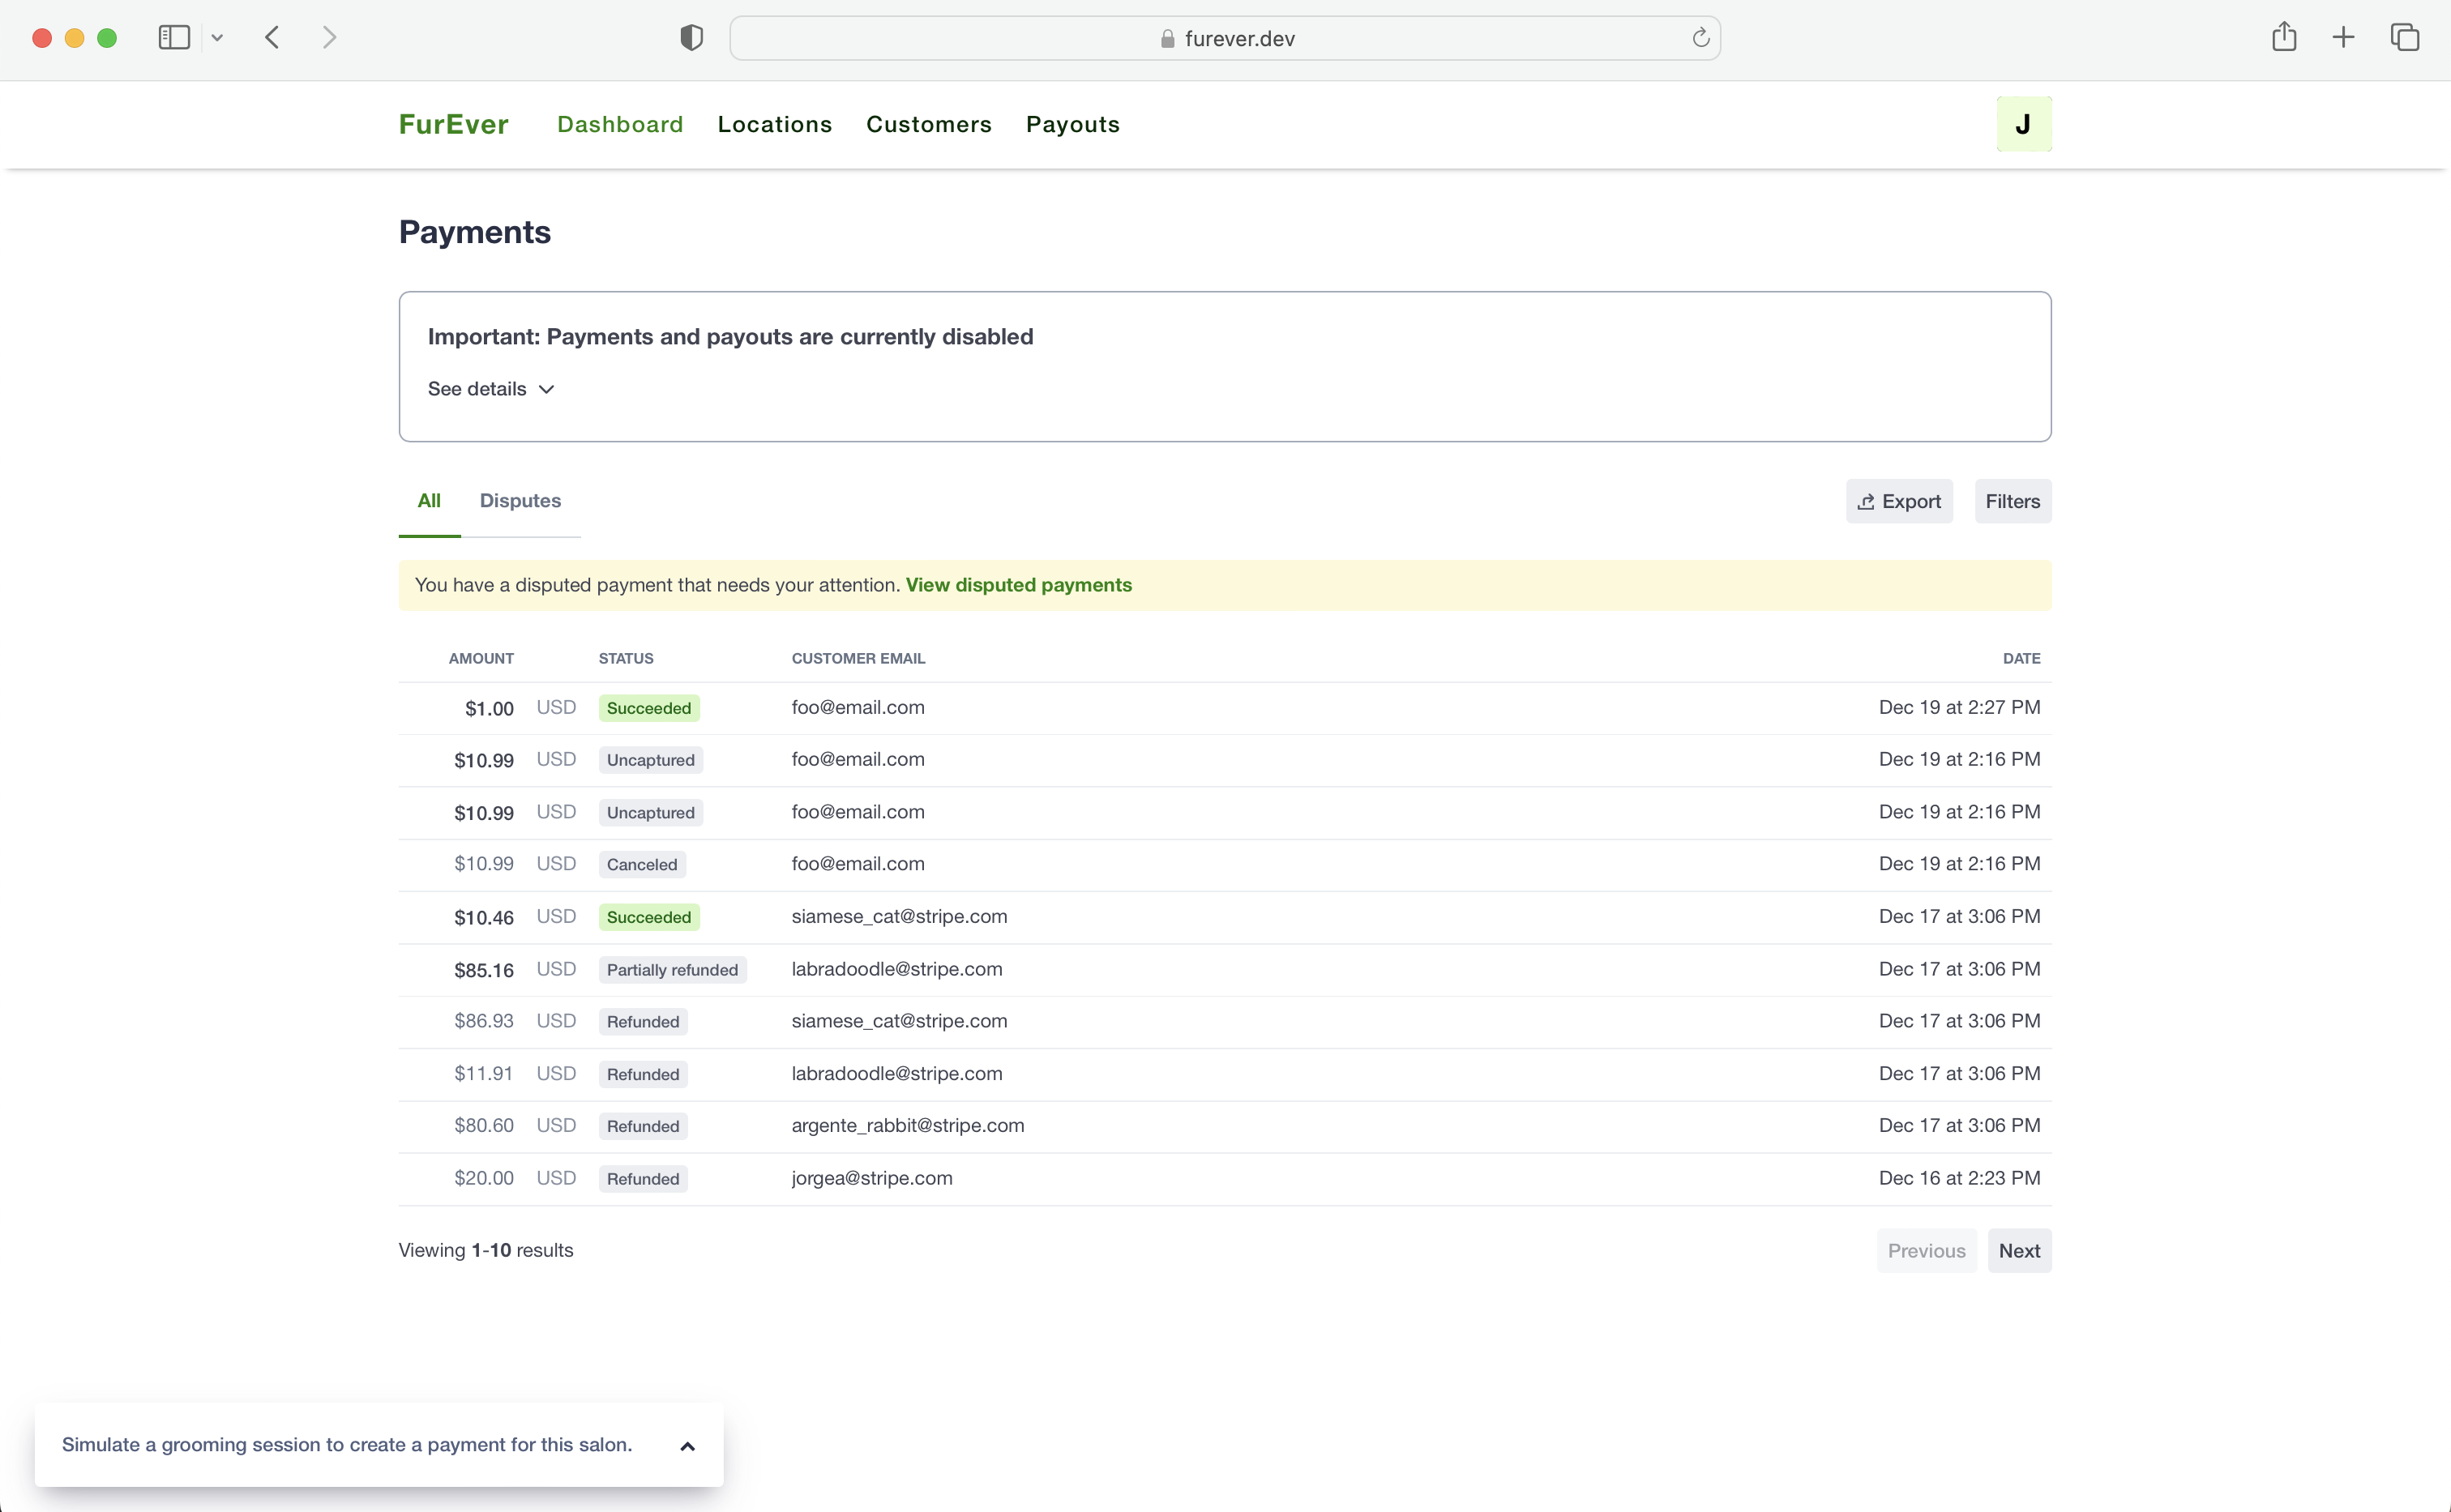 furever.dev
FurEver Dashboard Locations Customers Payouts J
Payments
Important: Payments and payouts are currently disabled
See details
All Disputes Export Filters
You have a disputed payment that needs your attention. View disputed payments
AMOUNT STATUS CUSTOMER EMAIL DATE
$1.00 USD Succeeded foo@email.com Dec 19 at 2:27 PM
$10.99 USD Uncaptured foo@email.com Dec 19 at 2:16 PM
$10.99 USD Uncaptured foo@email.com Dec 19 at 2:16 PM
$10.99 USD Canceled foo@email.com Dec 19 at 2:16 PM
$10.46 USD Succeeded siamese_cat@stripe.com Dec 17 at 3:06 PM
$85.16 USD Partially refunded labradoodle@stripe.com Dec 17 at 3:06 PM
$86.93 USD Refunded siamese_cat@stripe.com Dec 17 at 3:06 PM
$11.91 USD Refunded labradoodle@stripe.com Dec 17 at 3:06 PM
$80.60 USD Refunded argente_rabbit@stripe.com Dec 17 at 3:06 PM
$20.00 USD Refunded jorgea@stripe.com Dec 16 at 2:23 PM
Viewing 1-10 results Previous Next
Simulate a grooming session to create a payment for this salon.